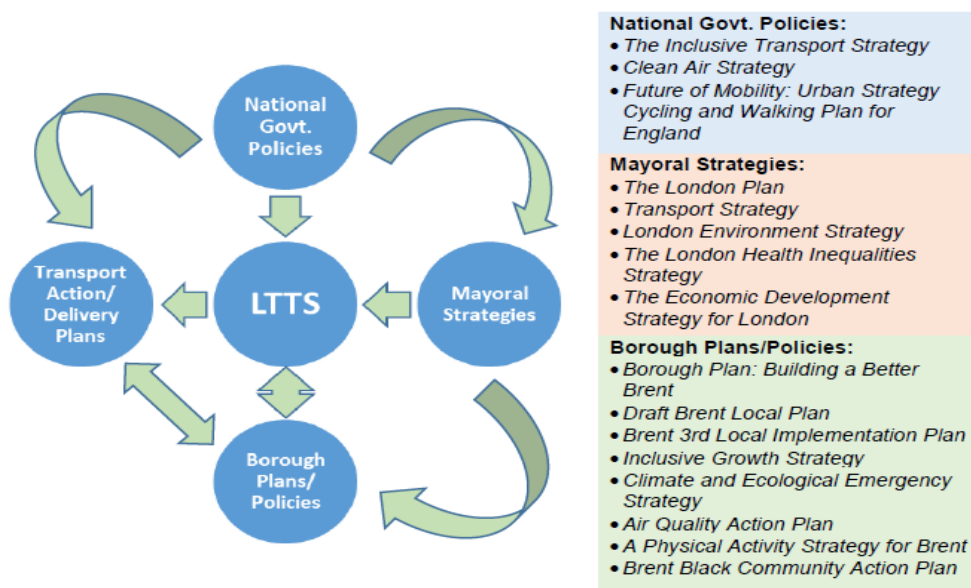 National
Govt.
Policies
Transport
Action/
Delivery
Plans
LTTS
Mayoral
Strategies
Borough
Plans/
Policies
National Govt. Policies:
• The Inclusive Transport Strategy
• Clean Air Strategy
• Future of Mobility: Urban Strategy
Cycling and Walking Plan for
England
Mayoral Strategies:
• The London Plan
• Transport Strategy
• London Environment Strategy
• The London Health Inequalities
Strategy
• The Economic Development
Strategy for London
Borough Plans/Policies:
• Borough Plan: Building a Better
Brent
• Draft Brent Local Plan
• Brent 3rd Local Implementation Plan
• Inclusive Growth Strategy
• Climate and Ecological Emergency
Strategy
• Air Quality Action Plan
• A Physical Activity Strategy for Brent
• Brent Black Community Action Plan